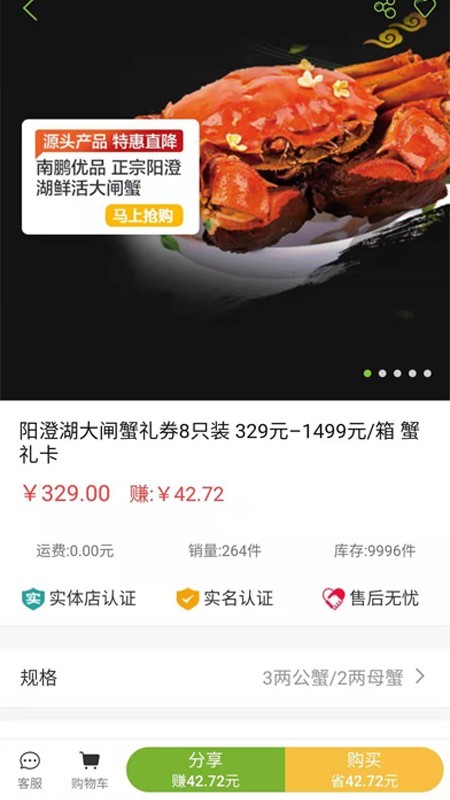 源头产品 特惠直降
南鹏优品 正宗阳澄
湖鲜活大闸蟹
马上抢购
阳澄湖大闸蟹礼券8只装 329元-1499元/箱 蟹
礼卡
￥329.00 赚:￥42.72
运费:0.00元 销量:264件 库存:9996件
实 实体店认证 实名认证 售后无忧
规格 3两公蟹/2两母蟹
分享 购买
客服 购物车 赚42.72元 省42.72元